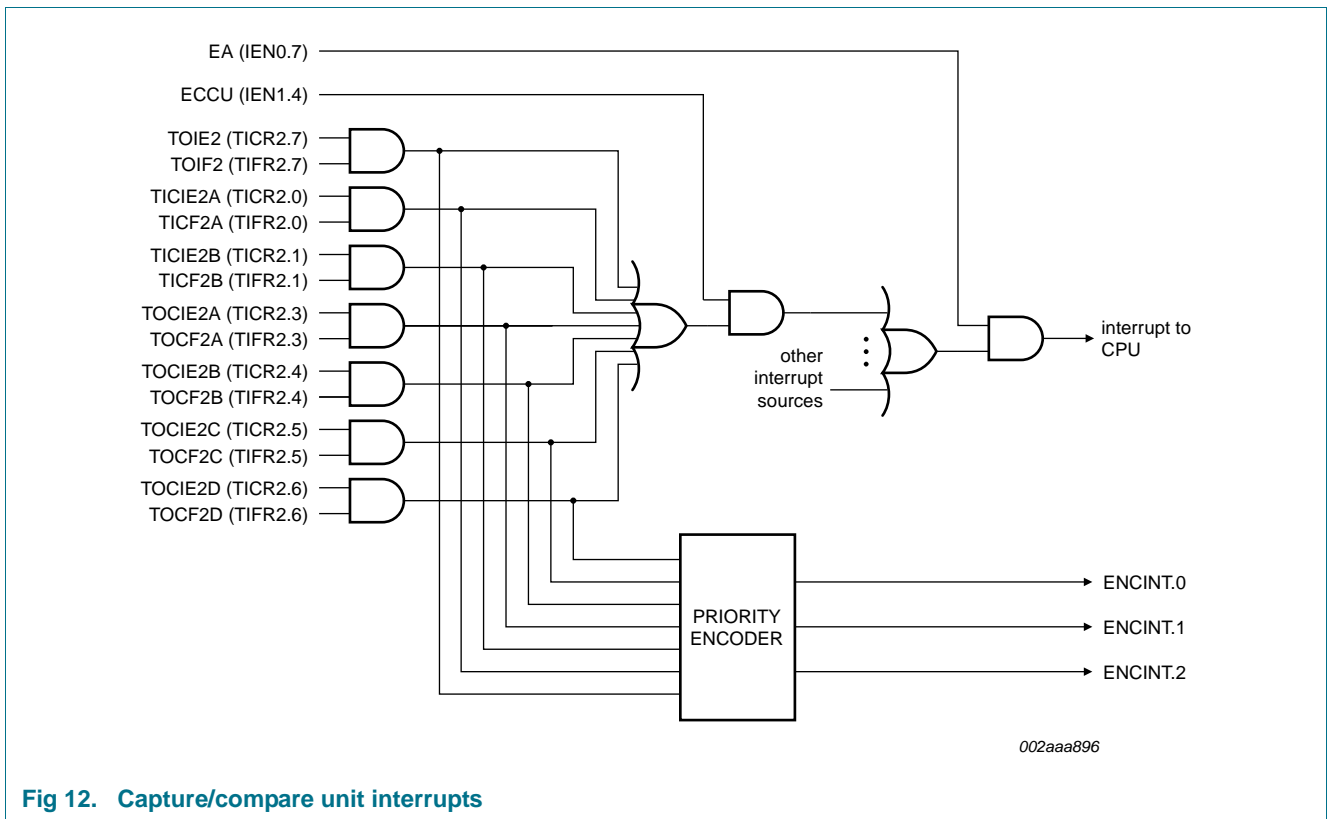 EA (IEN0.7)
ECCU (IEN1.4)
TOIE2 (TICR2.7)
TOIF2 (TIFR2.7)
TICIE2A (TICR2.0)
TICF2A (TIFR2.0)
TICIE2B (TICR2.1)
TICF2B (TIFR2.1)
TOCIE2A (TICR2.3)
TOCF2A (TIFR2.3)
TOCIE2B (TICR2.4)
TOCF2B (TIFR2.4)
TOCIE2C (TICR2.5)
TOCF2C (TIFR2.5)
TOCIE2D (TICR2.6)
TOCF2D (TIFR2.6)
other
interrupt
sources
interrupt to
CPU
PRIORITY
ENCODER
ENCINT.0
ENCINT.1
ENCINT.2
002aaa896
Fig 12. Capture/compare unit interrupts